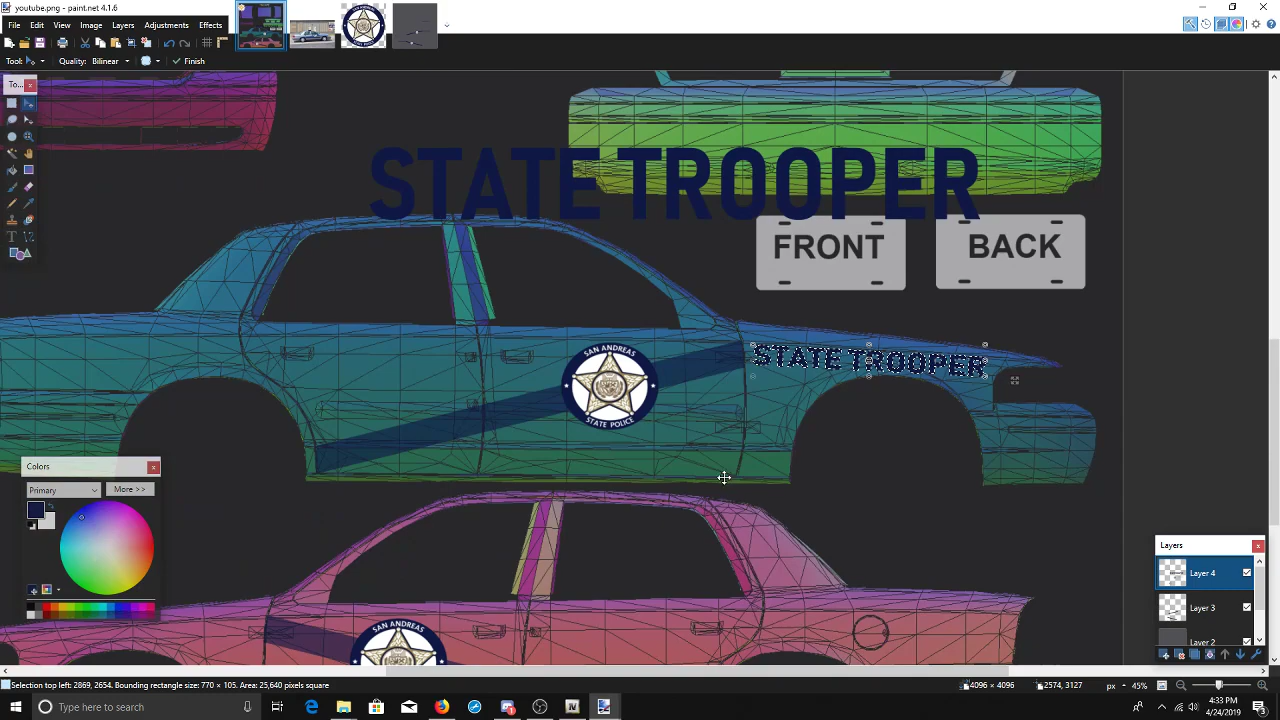 youtube.png - paint.net 4.1.6
File Edit View Image Layers Adjustments Effects
Tool: Quality: Bilinear Finish
To...
STATE TROOPER
FRONT BACK
SAN ANDREAS
STATE POLICE
STATE TROOPER
Colors
Primary More >>
SAN ANDREAS
Layers
Layer 4
Layer 3
Layer 2
Selection top left: 2869, 2654. Bounding rectangle size: 770 × 105. Area: 25,640 pixels square
4096 × 4096 2574, 3127 px 45%
Type here to search
4:33 PM
4/24/2019